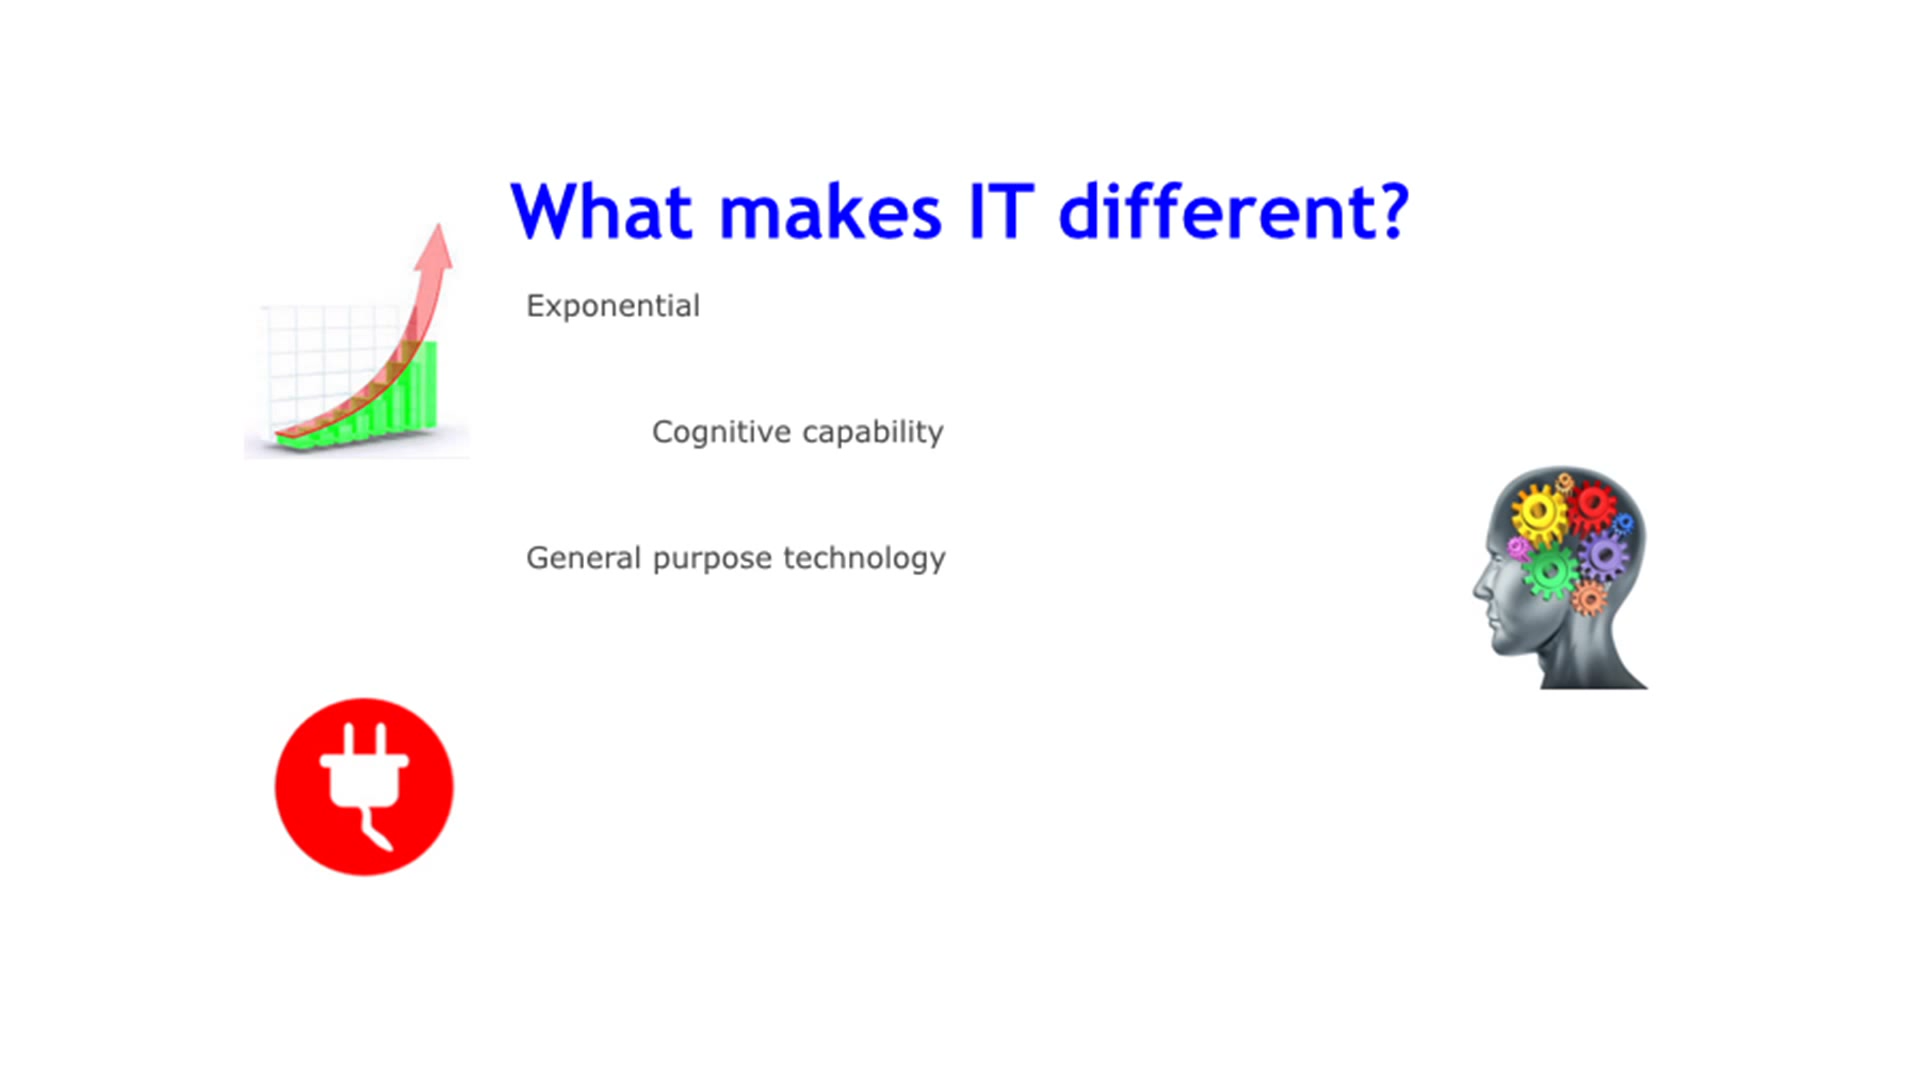 What makes IT different?
Exponential
Cognitive capability
General purpose technology